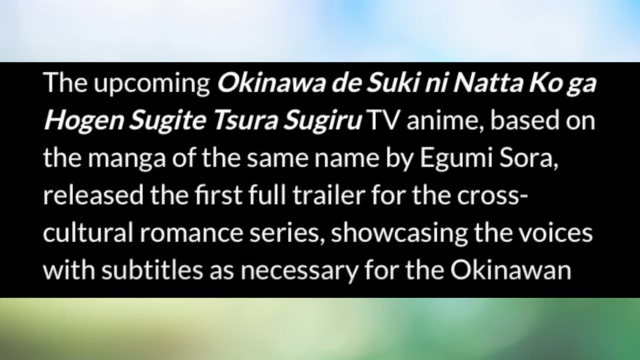 The upcoming Okinawa de Suki ni Natta Ko ga
Hogen Sugite Tsura Sugiru TV anime, based on
the manga of the same name by Egumi Sora,
released the first full trailer for the cross-
cultural romance series, showcasing the voices
with subtitles as necessary for the Okinawan